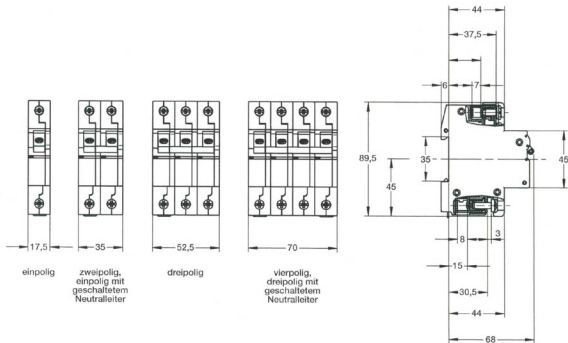 44
37,5
6
7
89,5
35
45
45
17,5
35
52,5
70
8
3
15
30,5
44
68
einpolig
zweipolig,
einpolig mit
geschaltetem
Neutralleiter
dreipolig
vierpolig,
dreipolig mit
geschaltetem
Neutralleiter